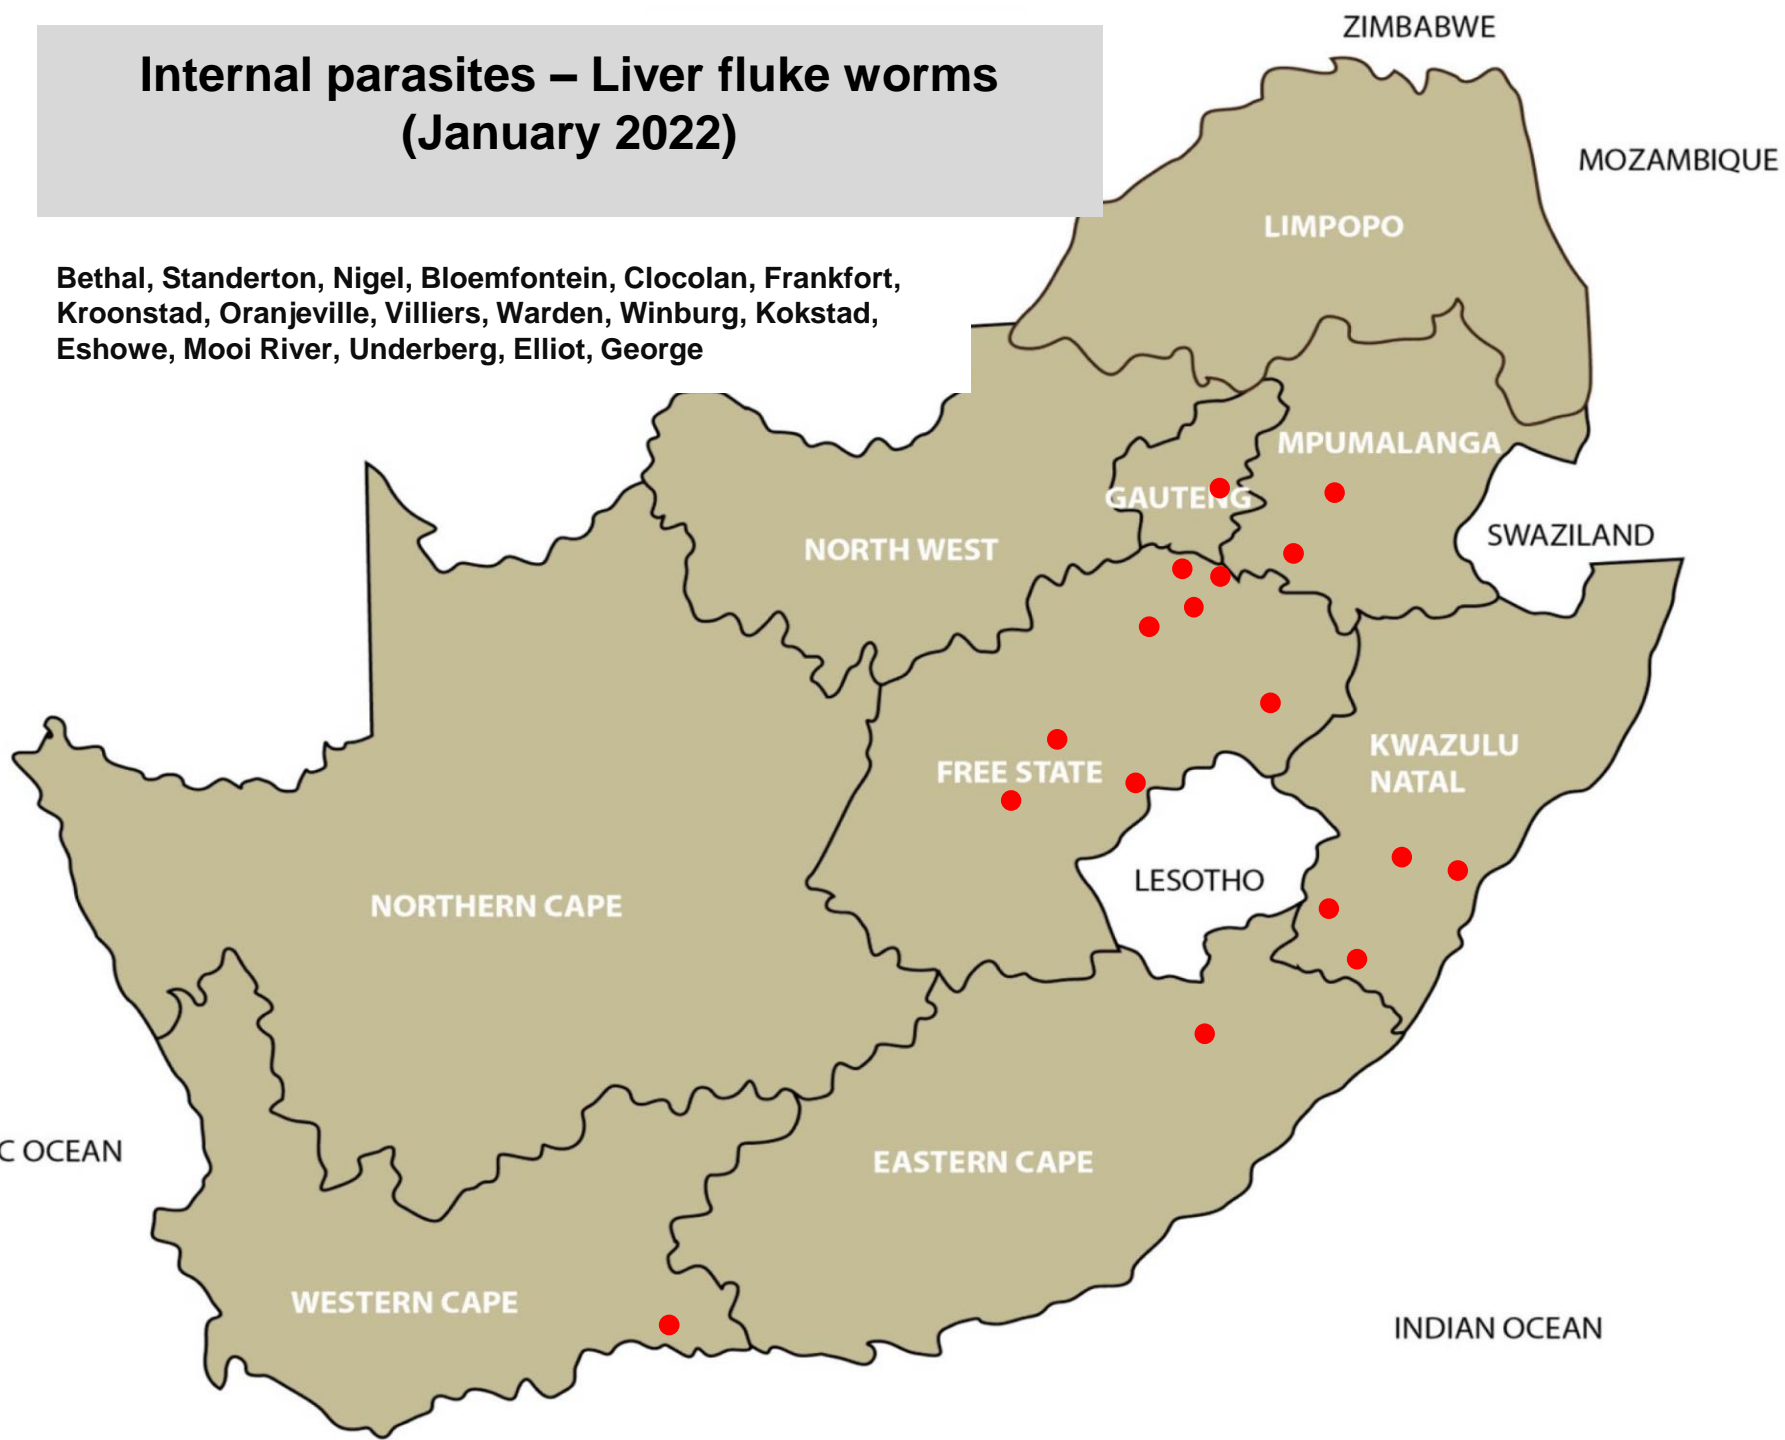 ZIMBABWE
Internal parasites – Liver fluke worms
(January 2022)
MOZAMBIQUE
LIMPOPO
Bethal, Standerton, Nigel, Bloemfontein, Clocolan, Frankfort,
Kroonstad, Oranjeville, Villiers, Warden, Winburg, Kokstad,
Eshowe, Mooi River, Underberg, Elliot, George
MPUMALANGA
GAUTENG
SWAZILAND
NORTH WEST
KWAZULU
NATAL
FREE STATE
LESOTHO
NORTHERN CAPE
C OCEAN
EASTERN CAPE
WESTERN CAPE
INDIAN OCEAN